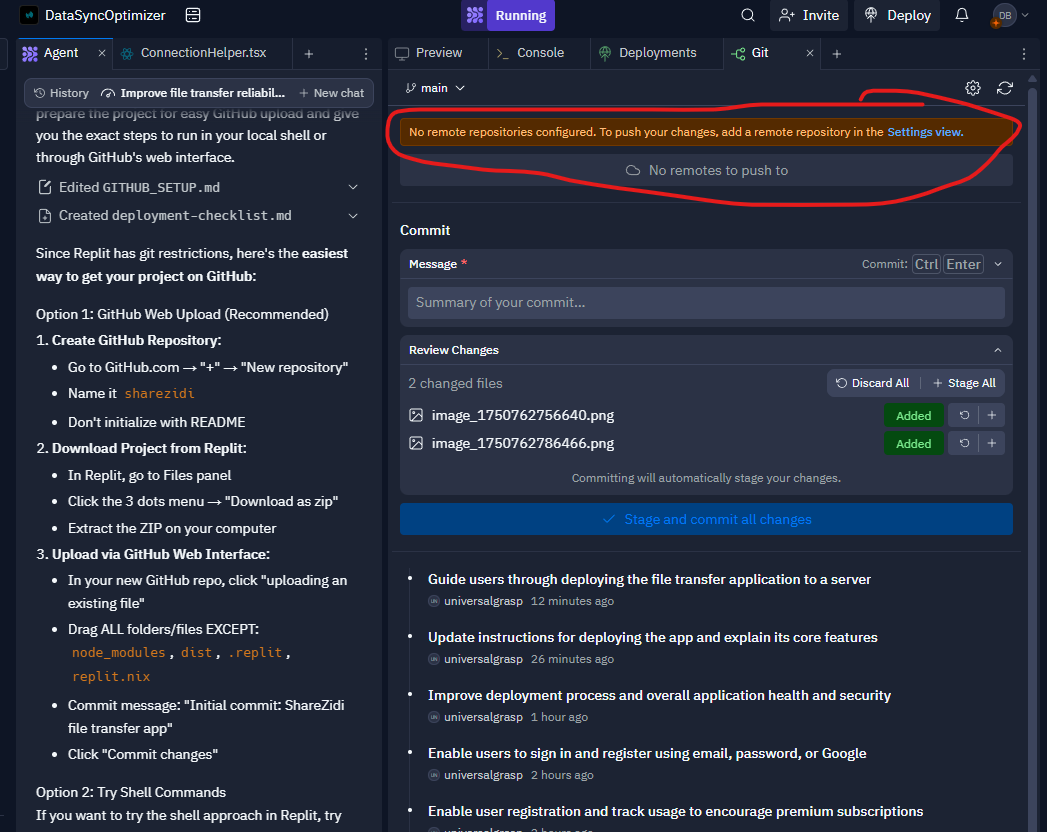 DataSyncOptimizer
Running
Invite
Deploy
DB
Agent
ConnectionHelper.tsx
Preview
Console
Deployments
Git
History
Improve file transfer reliabil...
New chat
main
prepare the project for easy GitHub upload and give
you the exact steps to run in your local shell or
through GitHub's web interface.
Edited GITHUB_SETUP.md
Created deployment-checklist.md
Since Replit has git restrictions, here's the easiest
way to get your project on GitHub:
Option 1: GitHub Web Upload (Recommended)
1. Create GitHub Repository:
• Go to GitHub.com → "+" → "New repository"
• Name it sharezidi
• Don't initialize with README
2. Download Project from Replit:
• In Replit, go to Files panel
• Click the 3 dots menu → "Download as zip"
• Extract the ZIP on your computer
3. Upload via GitHub Web Interface:
• In your new GitHub repo, click "uploading an
existing file"
• Drag ALL folders/files EXCEPT:
node_modules, dist, .replit,
replit.nix
• Commit message: "Initial commit: ShareZidi
file transfer app"
• Click "Commit changes"
Option 2: Try Shell Commands
If you want to try the shell approach in Replit, try
No remote repositories configured. To push your changes, add a remote repository in the Settings view.
No remotes to push to
Commit
Message *
Commit: Ctrl Enter
Summary of your commit...
Review Changes
2 changed files
Discard All
Stage All
image_1750762756640.png
Added
image_1750762786466.png
Added
Committing will automatically stage your changes.
Stage and commit all changes
Guide users through deploying the file transfer application to a server
universalgrasp 12 minutes ago
Update instructions for deploying the app and explain its core features
universalgrasp 26 minutes ago
Improve deployment process and overall application health and security
universalgrasp 1 hour ago
Enable users to sign in and register using email, password, or Google
universalgrasp 2 hours ago
Enable user registration and track usage to encourage premium subscriptions